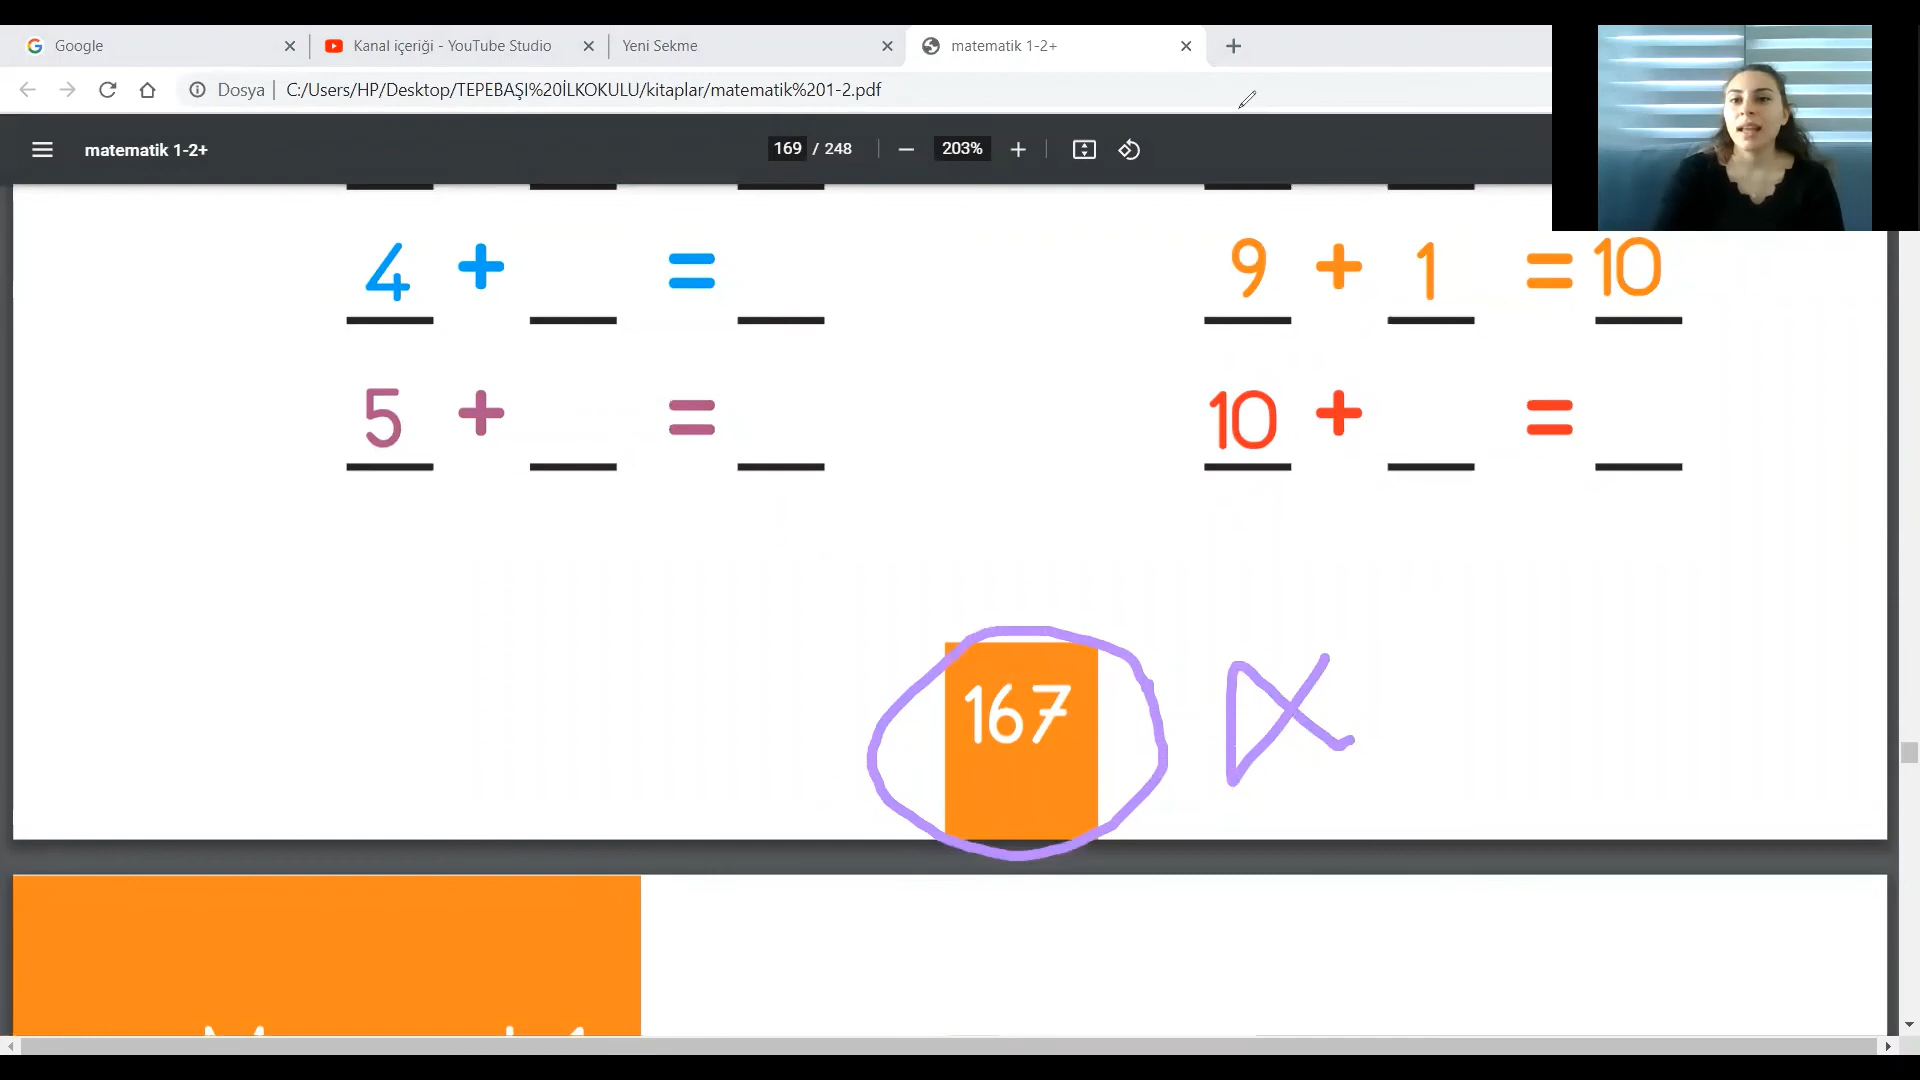 Google
Kanal içeriği - YouTube Studio
Yeni Sekme
matematik 1-2+
Dosya
C:/Users/HP/Desktop/TEPEBAŞI%20İLKOKULU/kitaplar/matematik%201-2.pdf
matematik 1-2+
169 / 248
203%
4 + =
9 + 1 = 10
5 + =
10 + =
167